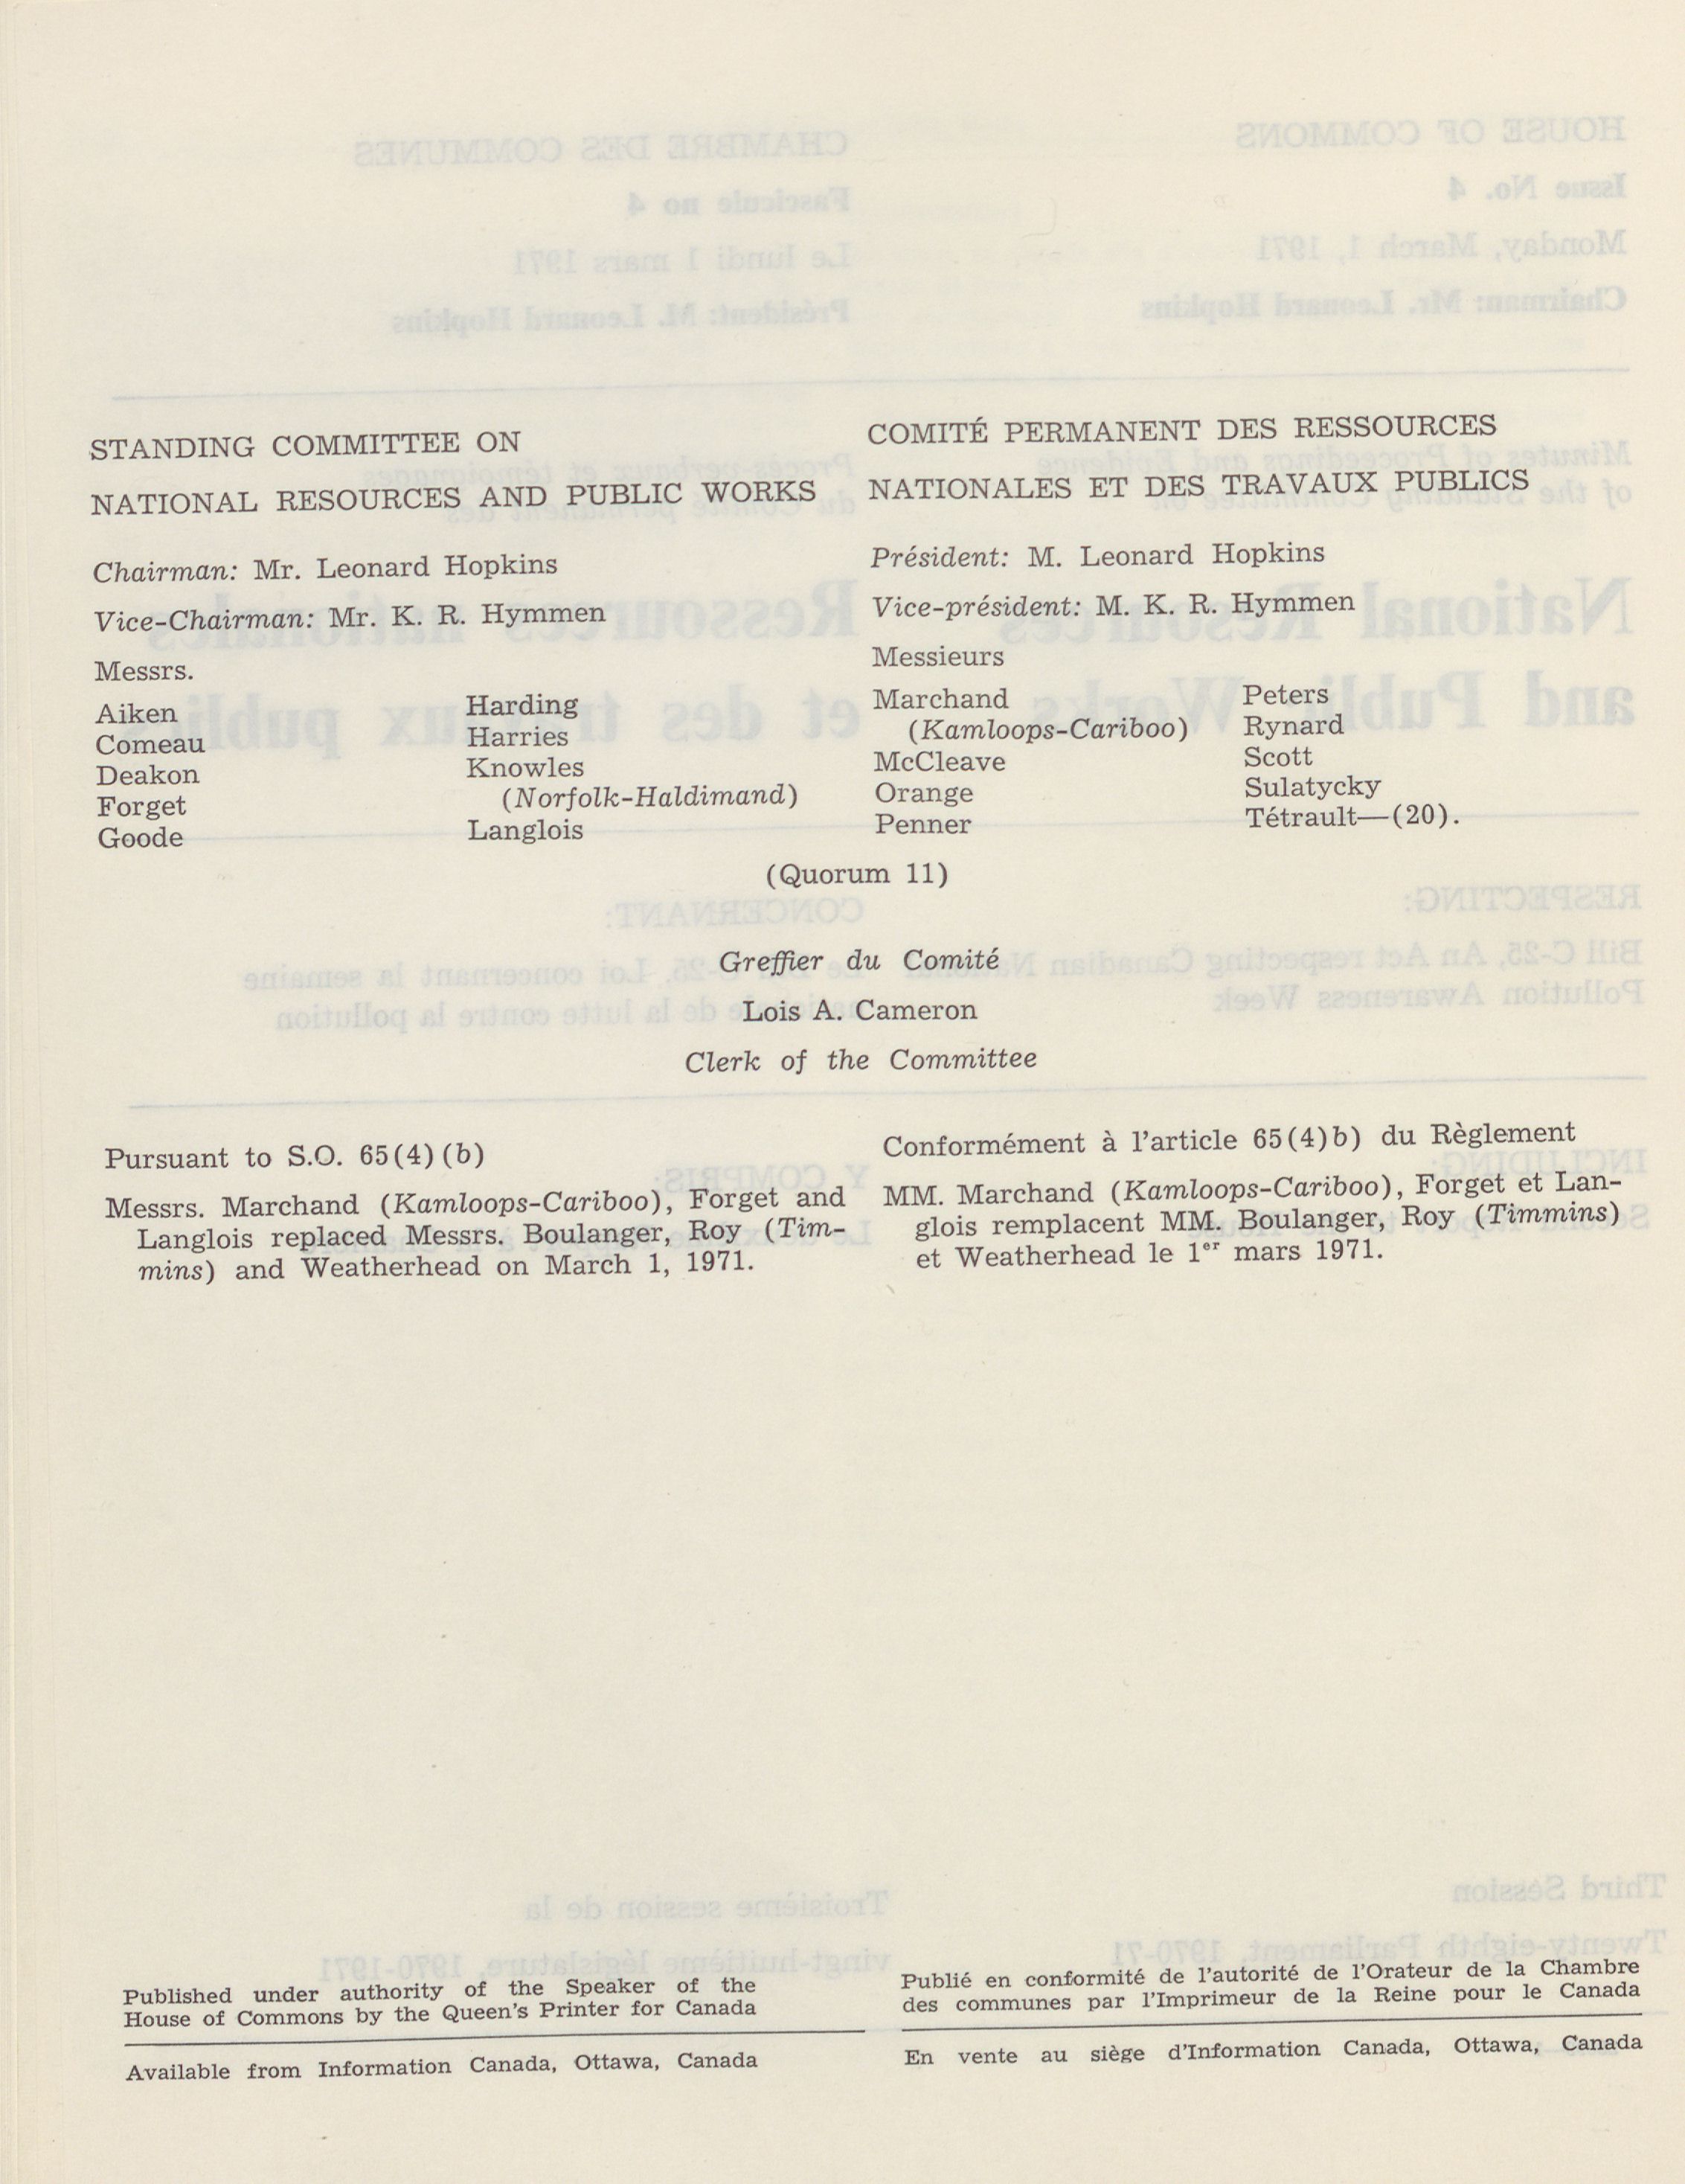 STANDING COMMITTEE ON
NATIONAL RESOURCES AND PUBLIC WORKS
Chairman: Mr. Leonard Hopkins
Vice-Chairman: Mr. K. R. Hymmen
Messrs.
Aiken
Comeau
Deakon
Forget
Goode
Harding
Harries
Knowles
(Norfolk-Haldimand)
Langlois
COMITÉ PERMANENT DES RESSOURCES
NATIONALES ET DES TRAVAUX PUBLICS
Président: M. Leonard Hopkins
Vice-président: M. K. R. Hymmen
Messieurs
Marchand
(Kamloops-Cariboo)
McCleave
Orange
Penner
Peters
Rynard
Scott
Sulatycky
Tétrault—(20).
(Quorum 11)
Greffier du Comité
Lois A. Cameron
Clerk of the Committee
Pursuant to S.O. 65(4)(b)
Messrs. Marchand (Kamloops-Cariboo), Forget and
Langlois replaced Messrs. Boulanger, Roy (Tim-
mins) and Weatherhead on March 1, 1971.
Conformément à l'article 65(4)b) du Règlement
MM. Marchand (Kamloops-Cariboo), Forget et Lan-
glois remplacent MM. Boulanger, Roy (Timmins)
et Weatherhead le 1er mars 1971.
Published under authority of the Speaker of the
House of Commons by the Queen's Printer for Canada
Available from Information Canada, Ottawa, Canada
Publié en conformité de l'autorité de l'Orateur de la Chambre
des communes par l'Imprimeur de la Reine pour le Canada
En vente au siège d'Information Canada, Ottawa, Canada